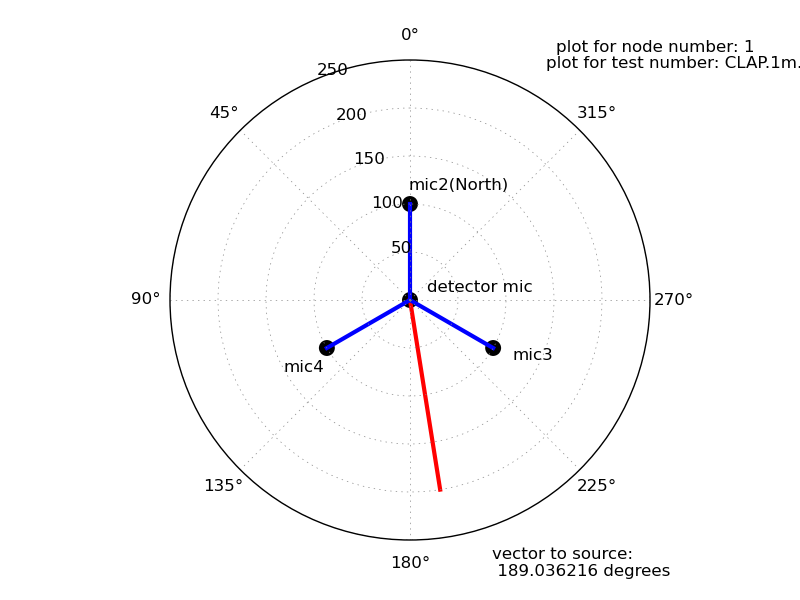 0°
plot for node number: 1
plot for test number: CLAP.1m.
250
45°
315°
200
150
mic2(North)
100
50
detector mic
90°
270°
mic3
mic4
135°
225°
vector to source:
180°
189.036216 degrees